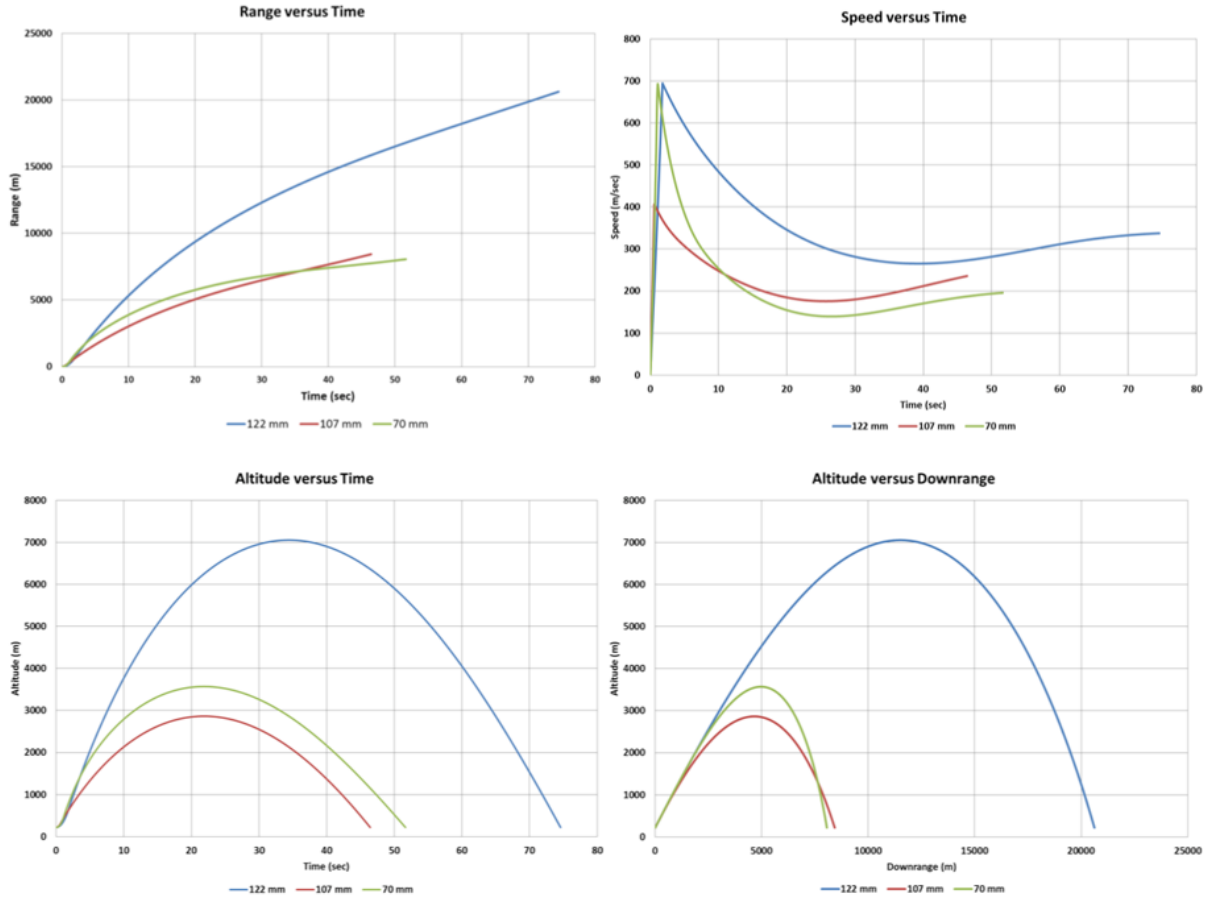 Range versus Time
25000
20000
15000
10000
5000
0
Range (m)
0 10 20 30 40 50 60 70 80
Time (sec)
122 mm 107 mm 70 mm
Speed versus Time
800
700
600
500
400
300
200
100
0
Speed (m/sec)
0 10 20 30 40 50 60 70 80
Time (sec)
122 mm 107 mm 70 mm
Altitude versus Time
8000
7000
6000
5000
4000
3000
2000
1000
0
Altitude (m)
0 10 20 30 40 50 60 70 80
Time (sec)
122 mm 107 mm 70 mm
Altitude versus Downrange
8000
7000
6000
5000
4000
3000
2000
1000
0
Altitude (m)
0 5000 10000 15000 20000 25000
Downrange (m)
122 mm 107 mm 70 mm